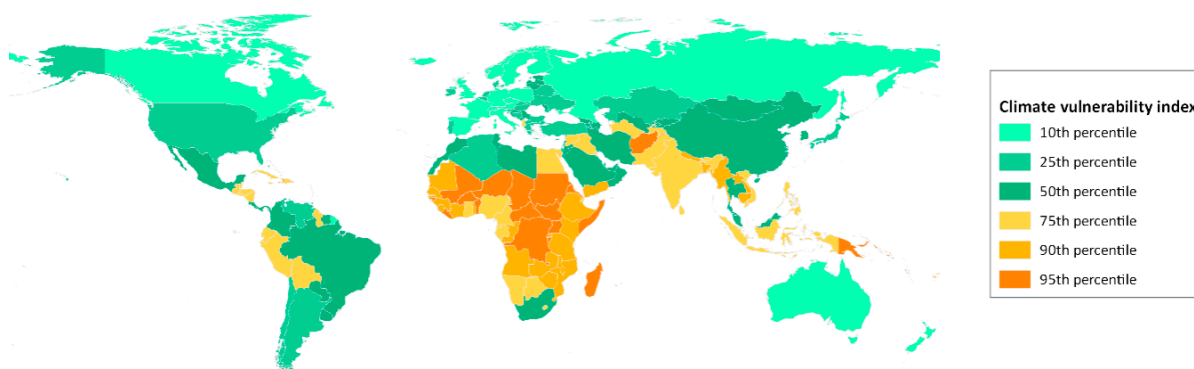 Climate vulnerability index
10th percentile
25th percentile
50th percentile
75th percentile
90th percentile
95th percentile